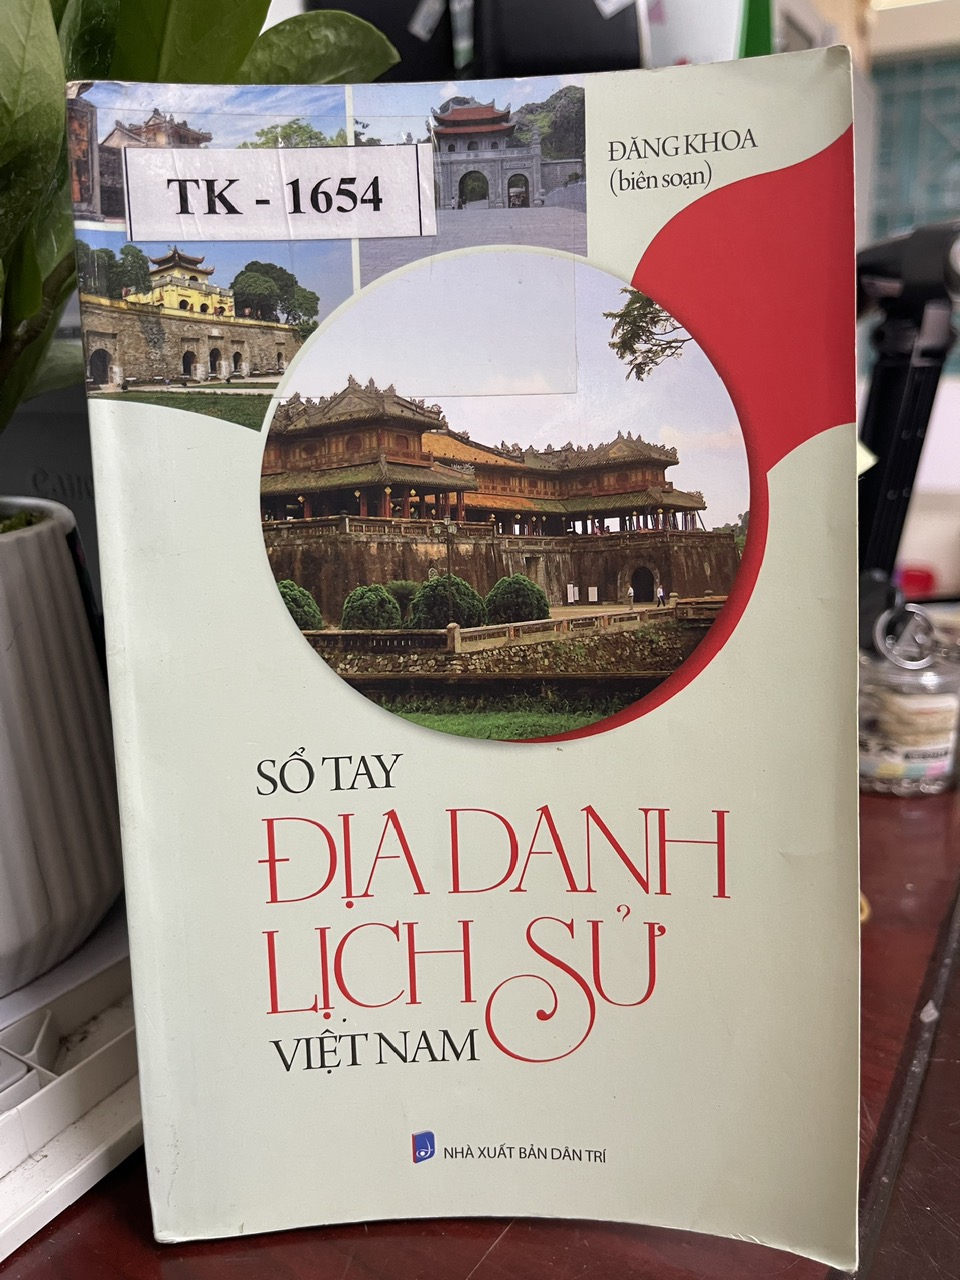 TK - 1654
ĐĂNG KHOA
(biên soạn)
SỔ TAY
ĐỊA DANH
LỊCH SỬ
VIỆT NAM
NHÀ XUẤT BẢN DÂN TRÍ